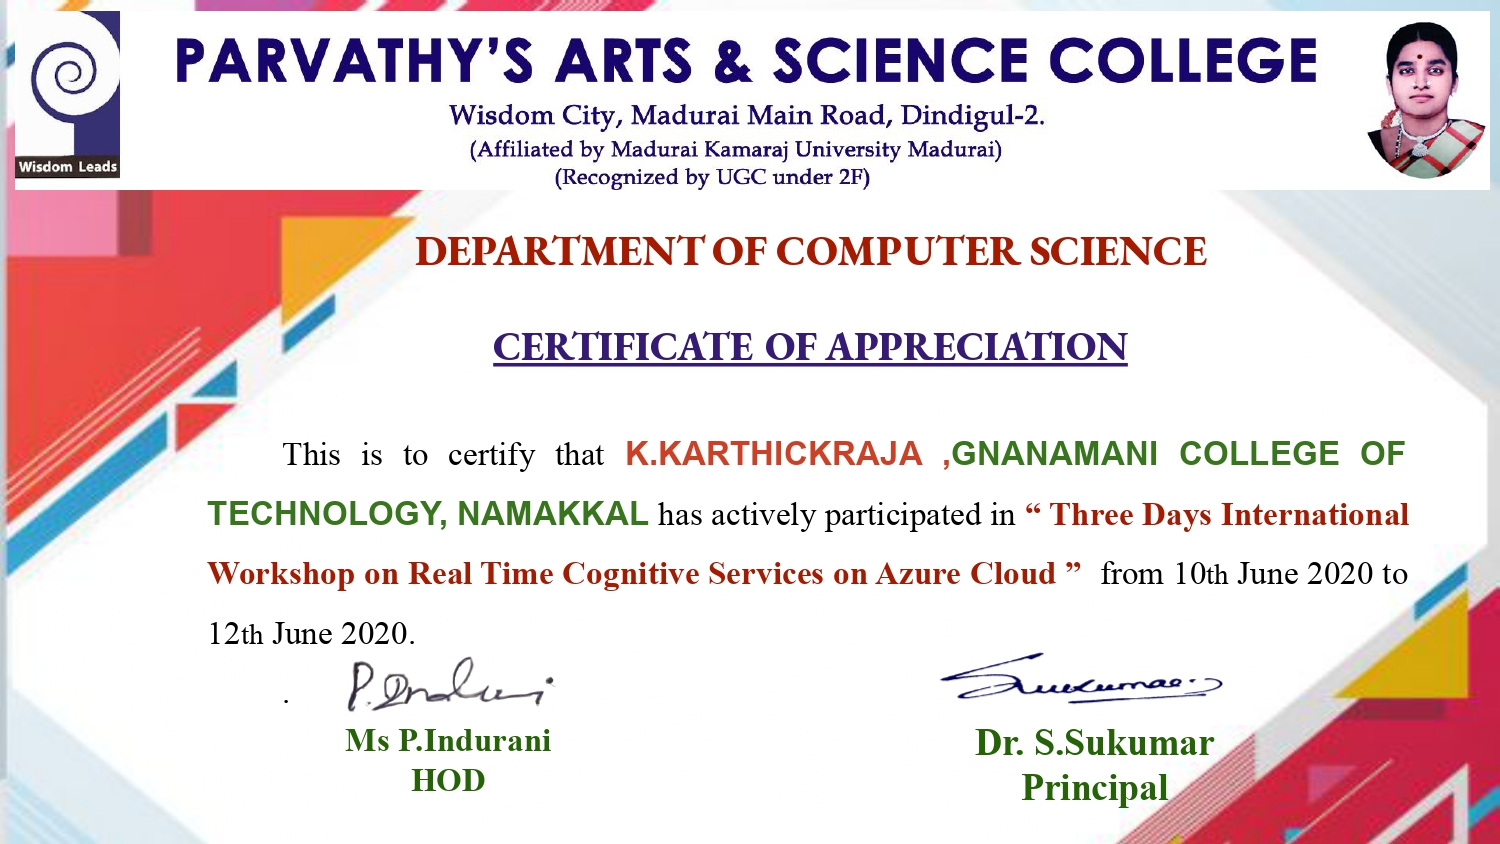 PARVATHY’S ARTS & SCIENCE COLLEGE
Wisdom City, Madurai Main Road, Dindigul-2.
(Affiliated by Madurai Kamaraj University Madurai)
(Recognized by UGC under 2F)
Wisdom Leads
DEPARTMENT OF COMPUTER SCIENCE
CERTIFICATE OF APPRECIATION
This is to certify that K.KARTHICKRAJA ,GNANAMANI COLLEGE OF
TECHNOLOGY, NAMAKKAL has actively participated in “ Three Days International
Workshop on Real Time Cognitive Services on Azure Cloud ” from 10th June 2020 to
12th June 2020.
.
P. Indurani
Sukumar
Ms P.Indurani
HOD
Dr. S.Sukumar
Principal